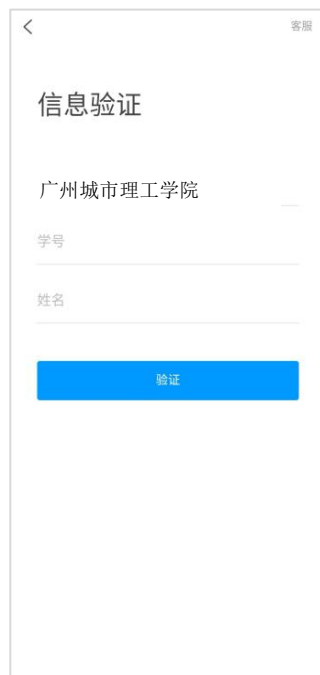 客服
信息验证
广州城市理工学院
学号
姓名
验证